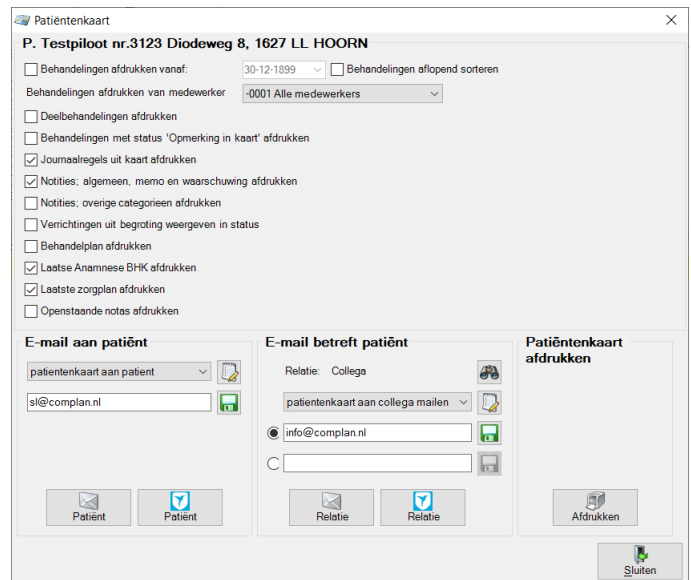 Patiëntenkaart
P. Testpiloot nr.3123 Diodeweg 8, 1627 LL HOORN
Behandelingen afdrukken vanaf: 30-12-1899 Behandelingen aflopend sorteren
Behandelingen afdrukken van medewerker -0001 Alle medewerkers
Deelbehandelingen afdrukken
Behandelingen met status 'Opmerking in kaart' afdrukken
Journaalregels uit kaart afdrukken
Notities; algemeen, memo en waarschuwing afdrukken
Notities; overige categorieen afdrukken
Verrichtingen uit begroting weergeven in status
Behandelplan afdrukken
Laatse Anamnese BHK afdrukken
Laatste zorgplan afdrukken
Openstaande notas afdrukken
E-mail aan patiënt
patientenkaart aan patient
sl@complan.nl
Patiënt Patiënt
E-mail betreft patiënt
Relatie: Collega
patientenkaart aan collega mailen
info@complan.nl
Relatie Relatie
Patiëntenkaart
afdrukken
Afdrukken
Sluiten